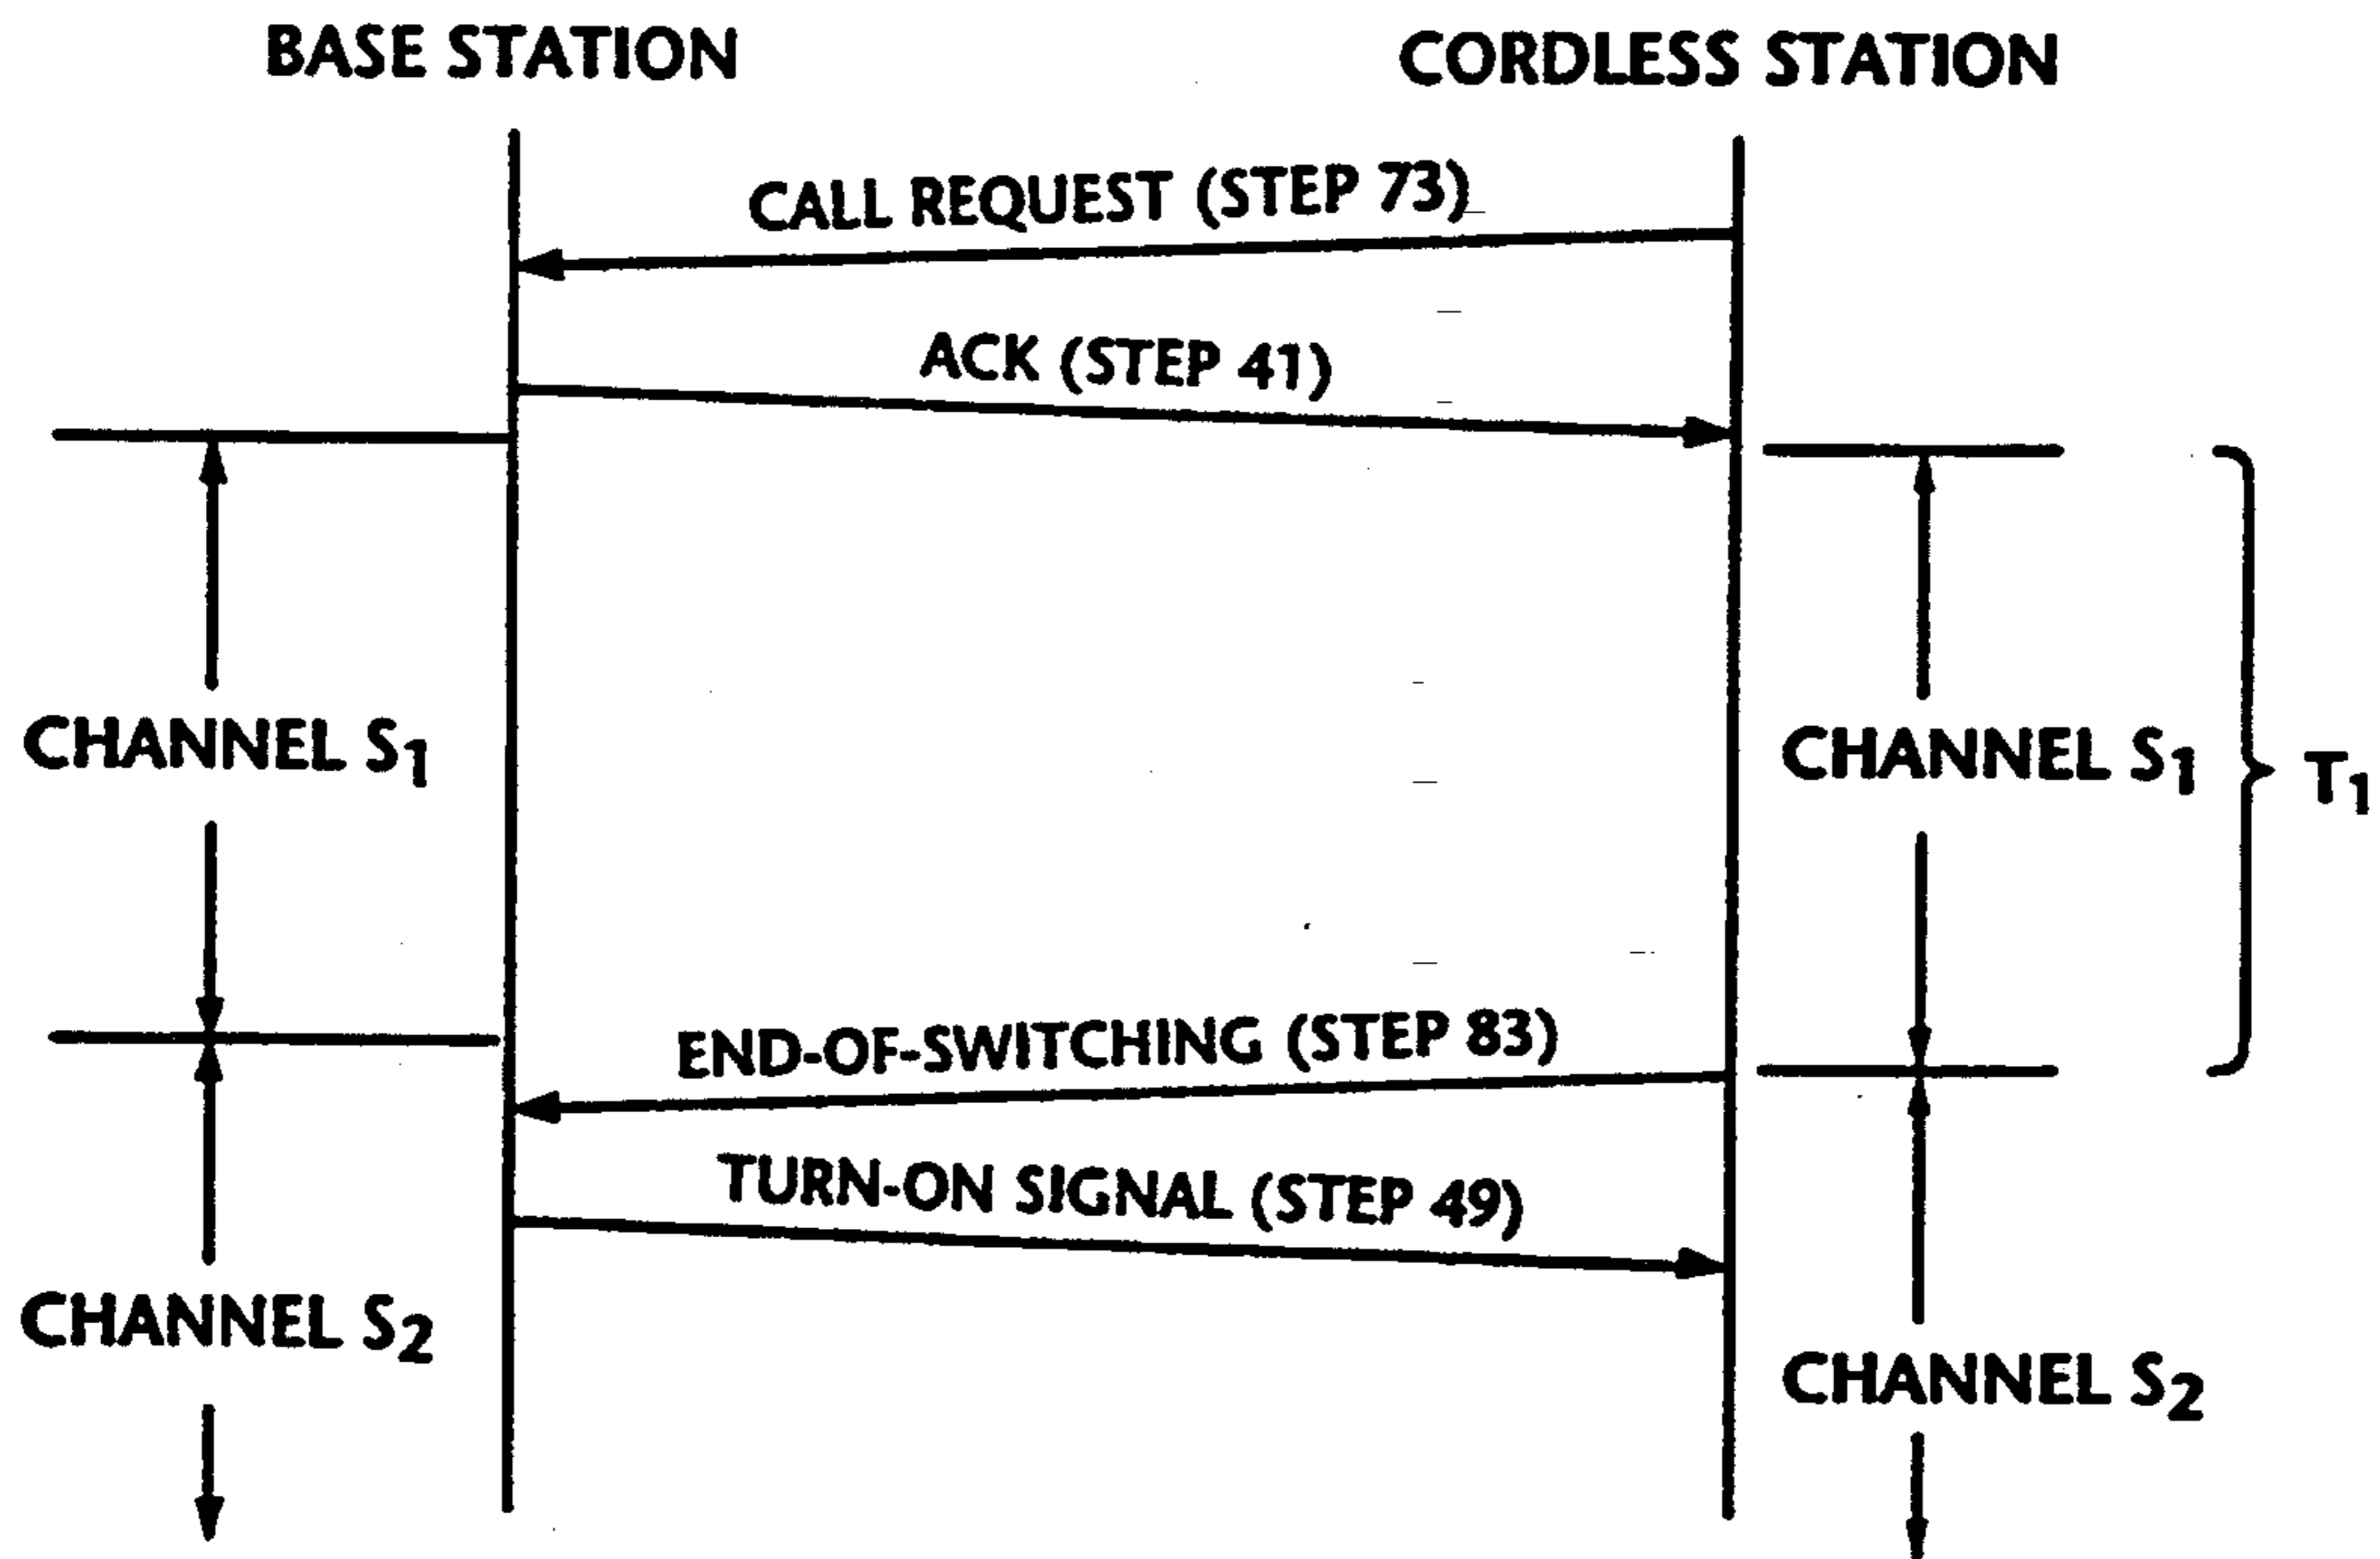 BASE STATION
CORDLESS STATION
CALL REQUEST (STEP 73)
ACK (STEP 41)
CHANNEL S1
CHANNEL S1
T1
END-OF-SWITCHING (STEP 83)
TURN-ON SIGNAL (STEP 49)
CHANNEL S2
CHANNEL S2